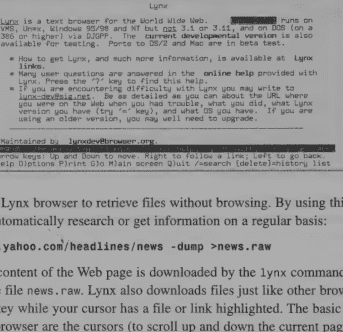 Lynx
Lynx is a text browser for the World Wide Web. runs on
VMS, Unix, Windows 95/98 and NT but not 3.1 or 3.11, and on DOS (on a
386 or higher) via DJGPP. The current developmental version is also
available for testing. Ports to OS/2 and Mac are in beta test.
* How to get Lynx, and much more information, is available at Lynx
links.
* Many user questions are answered in the online help provided with
Lynx. Press the '?' key to find this help.
* If you are encountering difficulty with Lynx you may write to
lynx-dev@sig.net. Be as detailed as you can about the URL where
you were on the Web when you had trouble, what you did, what Lynx
version you have (try '=' key), and what OS you have. If you are
using an older version, you may well need to upgrade.
Maintained by lynxdev@browser.org.
rrow keys: Up and Down to move. Right to follow a link; Left to go back.
elp O)ptions P)rint G)o M)ain screen Q)uit /=search [delete]=history list
Lynx browser to retrieve files without browsing. By using thi
tomatically research or get information on a regular basis:
yahoo.com/headlines/news -dump >news.raw
content of the Web page is downloaded by the lynx comman
file news.raw. Lynx also downloads files just like other brow
key while your cursor has a file or link highlighted. The basic
rowser are the cursors (to scroll up and down the current pag